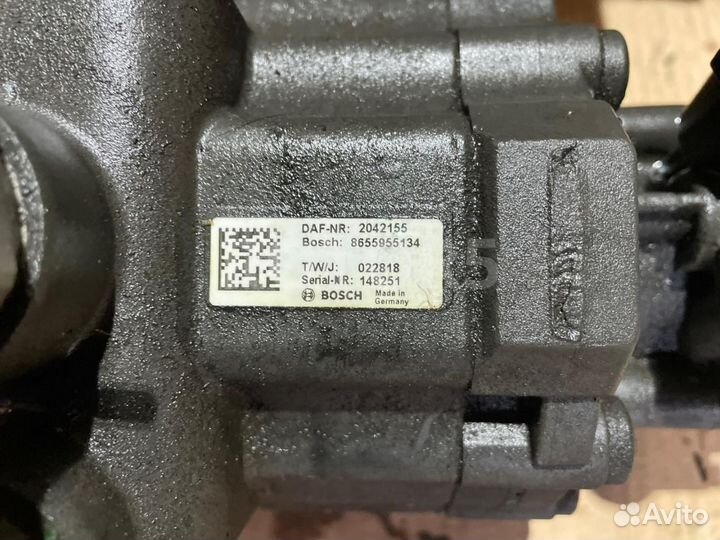 DAF-NR: 2042155
Bosch: 8655955134
T/W/J: 022818
Serial-NR: 148251
BOSCH Made in Germany
Avito